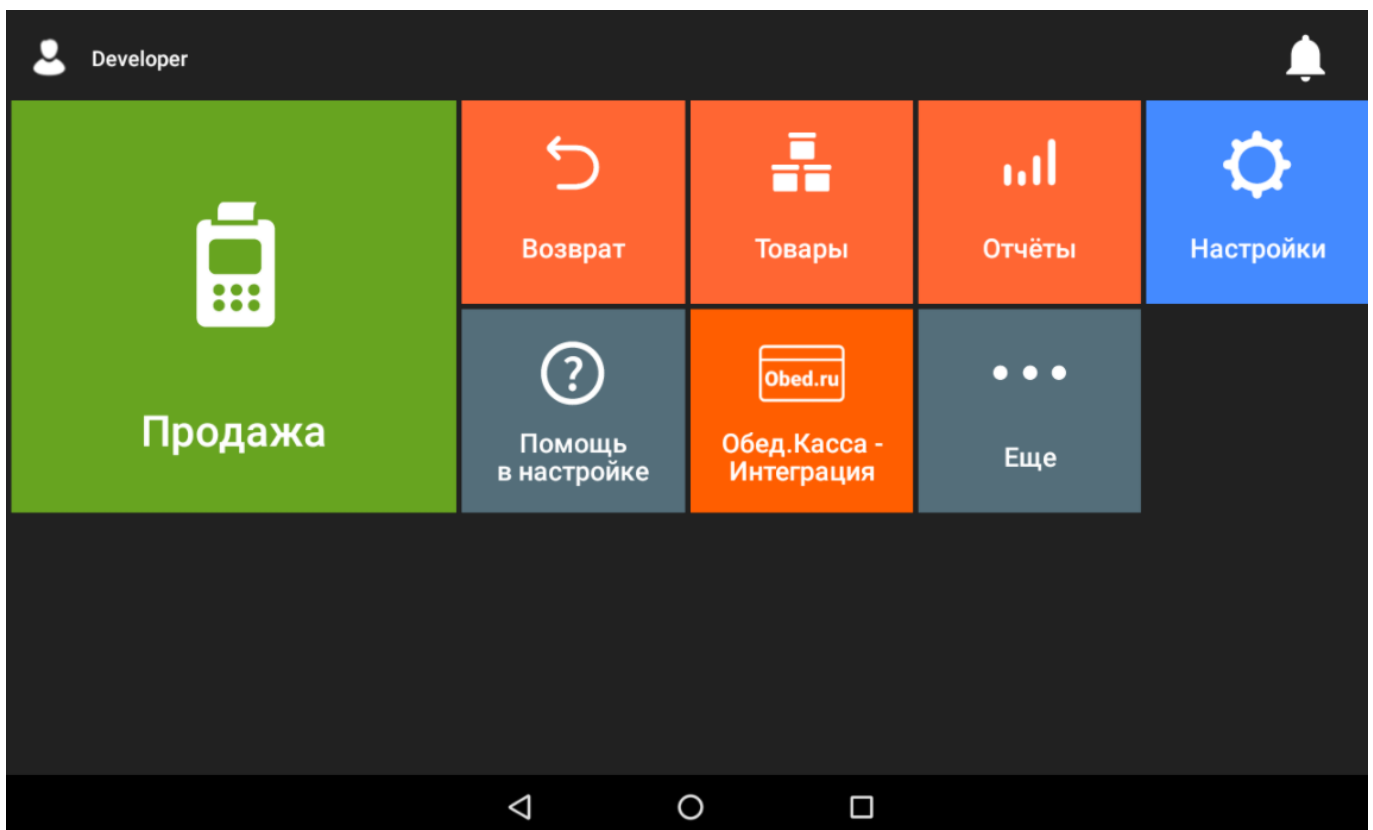 Developer
Продажа
Возврат
Товары
Отчёты
Настройки
?
Помощь
в настройке
Obed.ru
Обед.Касса -
Интеграция
Еще